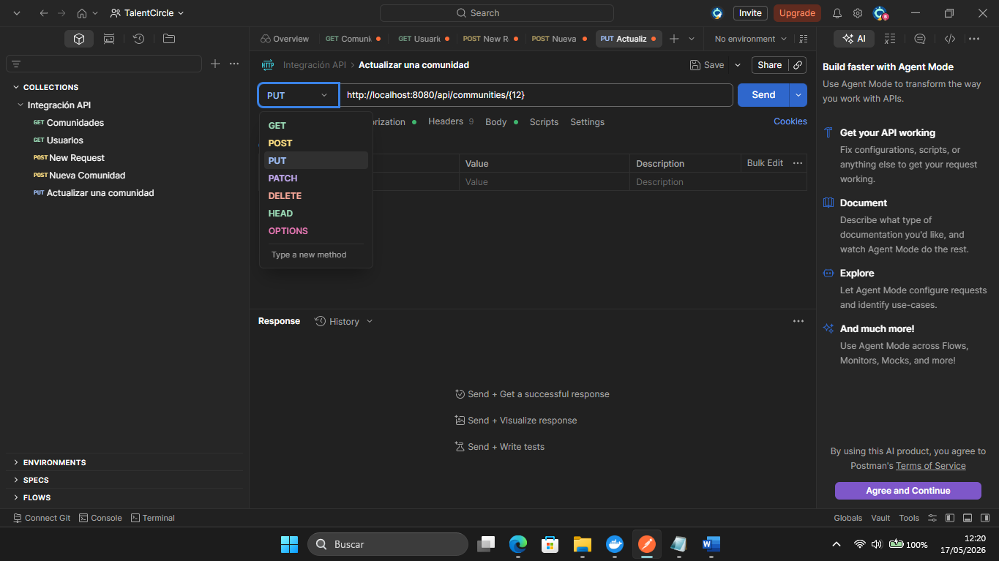 TalentCircle
Search
Invite
Upgrade
Overview
GET Comuni
GET Usuari
POST New R
POST Nueva
PUT Actualiz
No environment
AI
Integración API > Actualizar una comunidad
Save
Share
COLLECTIONS
Integración API
GET Comunidades
GET Usuarios
POST New Request
POST Nueva Comunidad
PUT Actualizar una comunidad
PUT
http://localhost:8080/api/communities/{12}
Send
orization
Headers 9
Body
Scripts
Settings
Cookies
GET
POST
PUT
PATCH
DELETE
HEAD
OPTIONS
Type a new method
Value
Description
Bulk Edit
Value
Description
Response
History
Send + Get a successful response
Send + Visualize response
Send + Write tests
Build faster with Agent Mode
Use Agent Mode to transform the way
you work with APIs.
Get your API working
Fix configurations, scripts, or
anything else to get your request
working.
Document
Describe what type of
documentation you'd like, and
watch Agent Mode do the rest.
Explore
Let Agent Mode configure requests
and identify use-cases.
And much more!
Use Agent Mode across Flows,
Monitors, Mocks, and more!
By using this AI product, you agree to
Postman's Terms of Service
Agree and Continue
ENVIRONMENTS
SPECS
FLOWS
Connect Git
Console
Terminal
Globals
Vault
Tools
Buscar
100%
12:20
17/05/2026